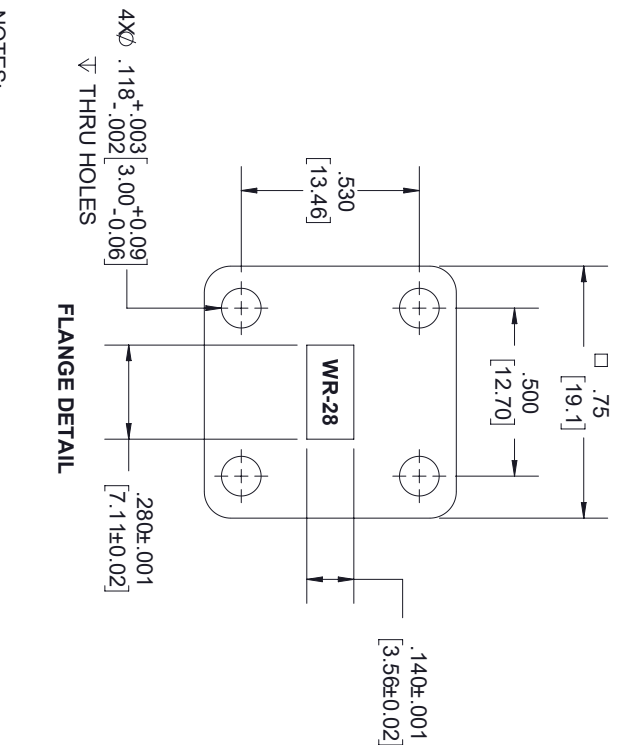 □ .75
[19.1]
.500
[12.70]
.530
[13.46]
WR-28
.140±.001
[3.56±0.02]
.280±.001
[7.11±0.02]
4X∅ .118 +.003 -.002 [3.00 +0.09 -0.06]
↧ THRU HOLES
FLANGE DETAIL
NOTES: